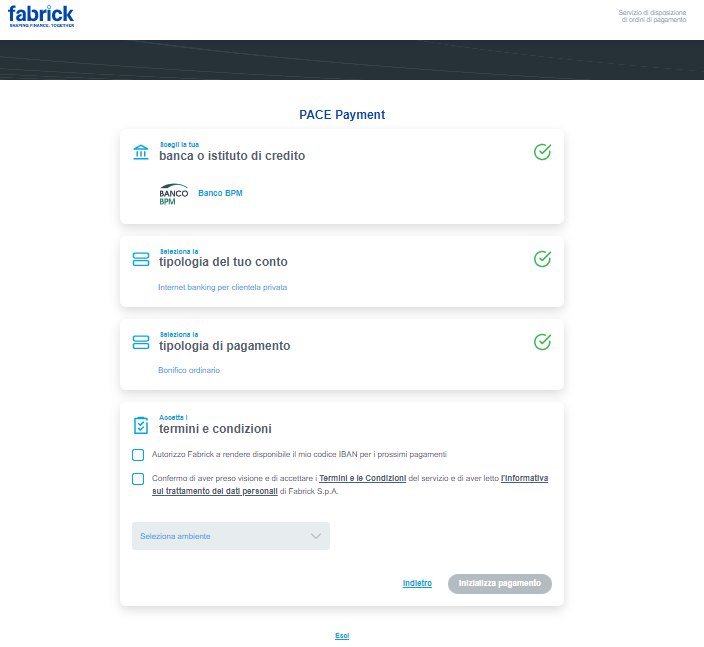 fabrick
SHAPING FINANCE, TOGETHER
Servizio di disposizione
di ordini di pagamento
PACE Payment
Scegli la tua
banca o istituto di credito
BANCO
BPM
Banco BPM
Seleziona la
tipologia del tuo conto
Internet banking per clientela privata
Seleziona la
tipologia di pagamento
Bonifico ordinario
Accetta i
termini e condizioni
Autorizzo Fabrick a rendere disponibile il mio codice IBAN per i prossimi pagamenti
Confermo di aver preso visione e di accettare i Termini e le Condizioni del servizio e di aver letto l'informativa
sul trattamento dei dati personali di Fabrick S.p.A.
Seleziona ambiente
Indietro
Inizializza pagamento
Esci